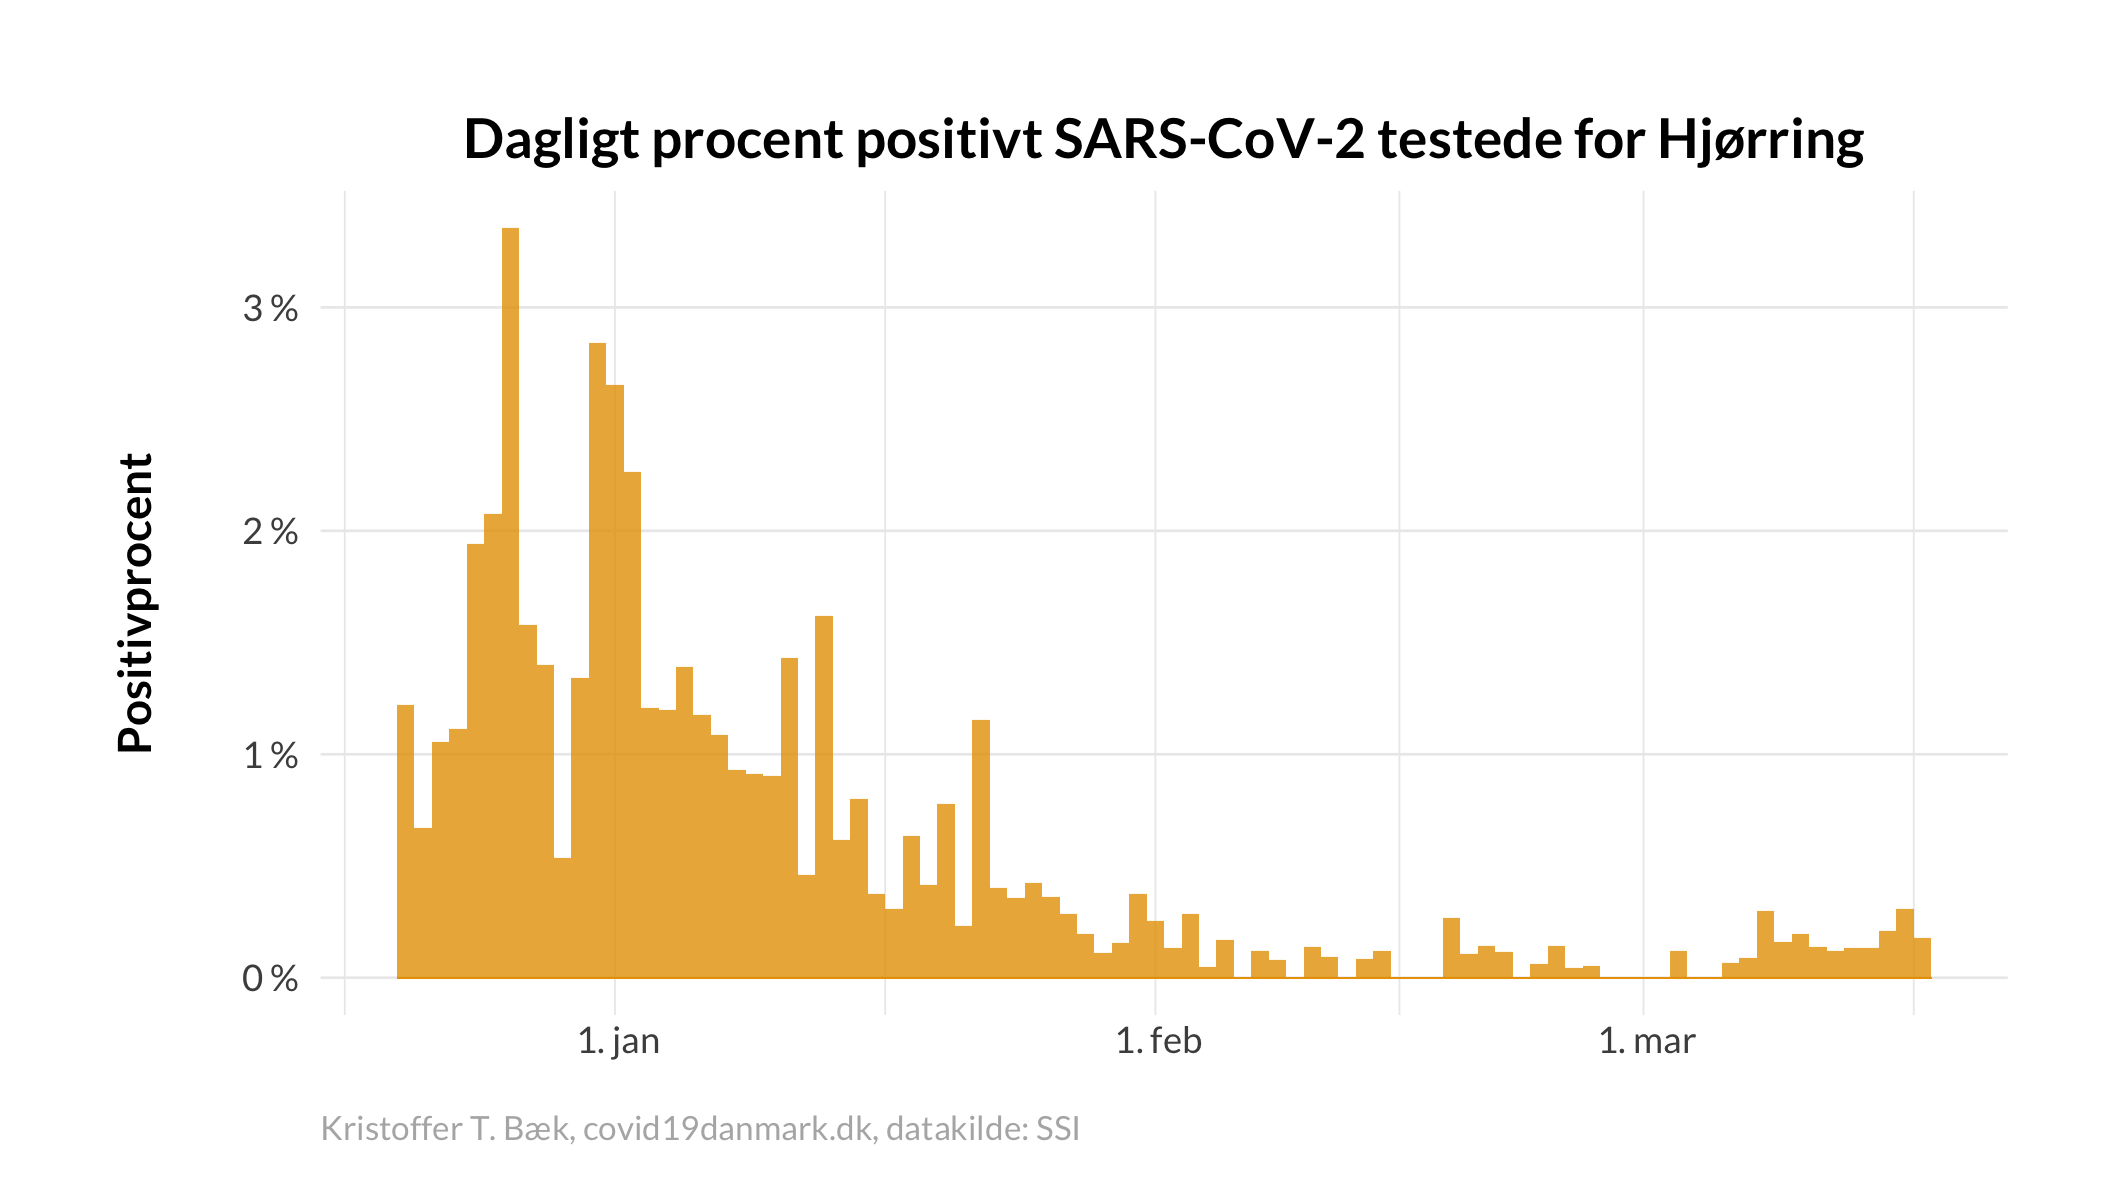 Dagligt procent positivt SARS-CoV-2 testede for Hjørring
Positivprocent
3 %
2 %
1 %
0 %
1. jan
1. feb
1. mar
Kristoffer T. Bæk, covid19danmark.dk, datakilde: SSI